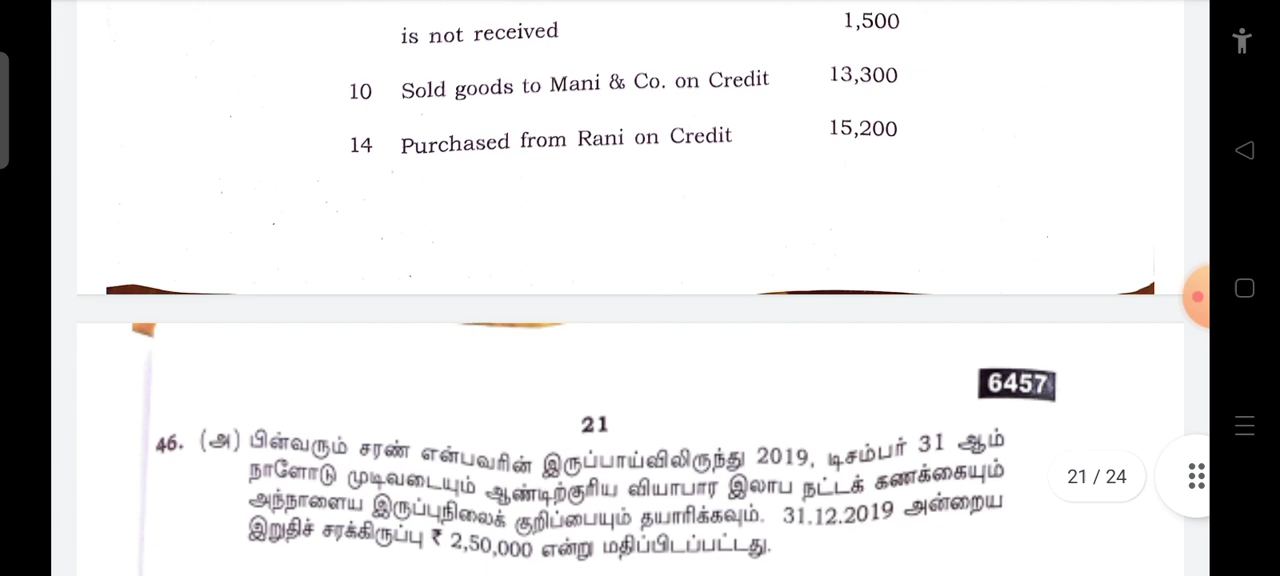 is not received 1,500
10 Sold goods to Mani & Co. on Credit 13,300
14 Purchased from Rani on Credit 15,200
6457
21
46. (அ) பின்வரும் சரண் என்பவரின் இருப்பாய்விலிருந்து 2019, டிசம்பர் 31 ஆம்
நாளோடு முடிவடையும் ஆண்டிற்குரிய வியாபார இலாப நட்டக் கணக்கையும்
அந்நாளைய இருப்புநிலைக் குறிப்பையும் தயாரிக்கவும். 31.12.2019 அன்றைய
இறுதிச் சரக்கிருப்பு ₹ 2,50,000 என்று மதிப்பிடப்பட்டது.
21 / 24